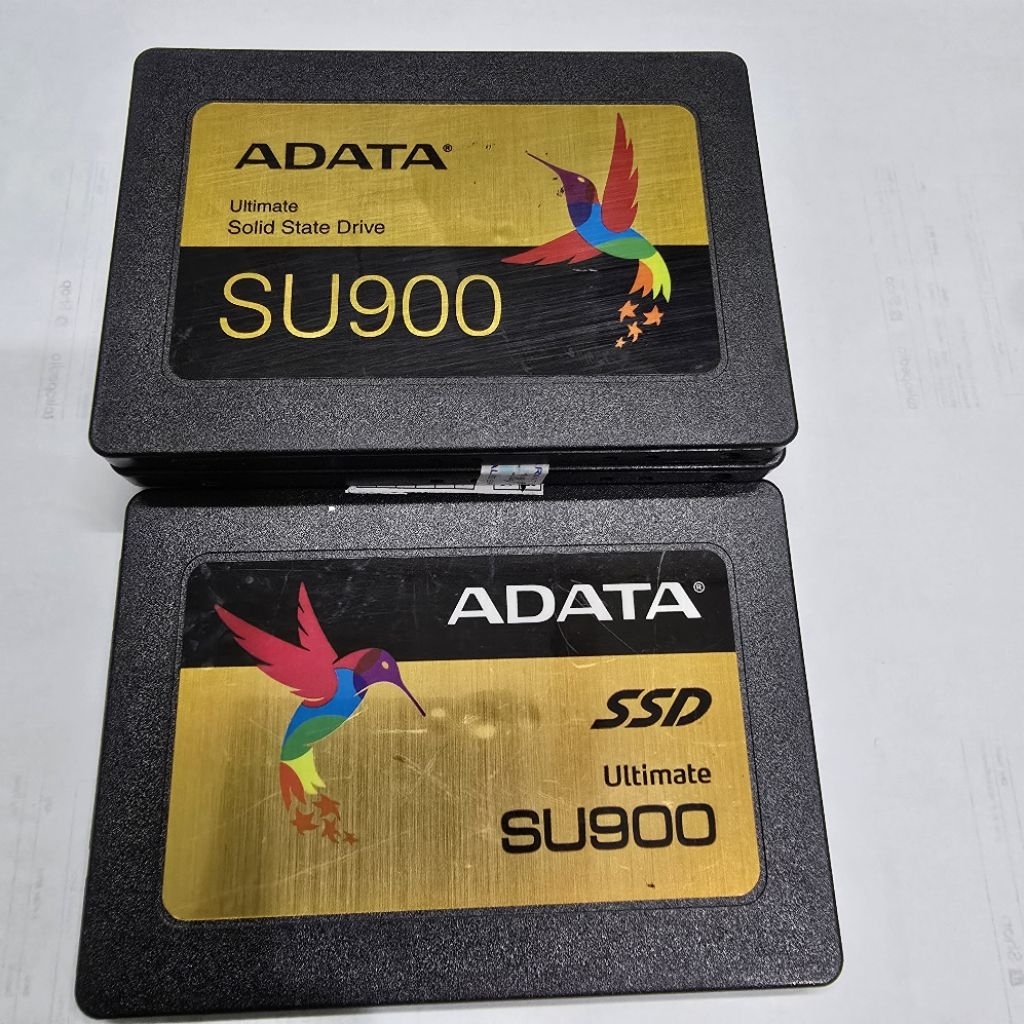 ADATA®
Ultimate
Solid State Drive
SU900
ADATA®
SSD
Ultimate
SU900